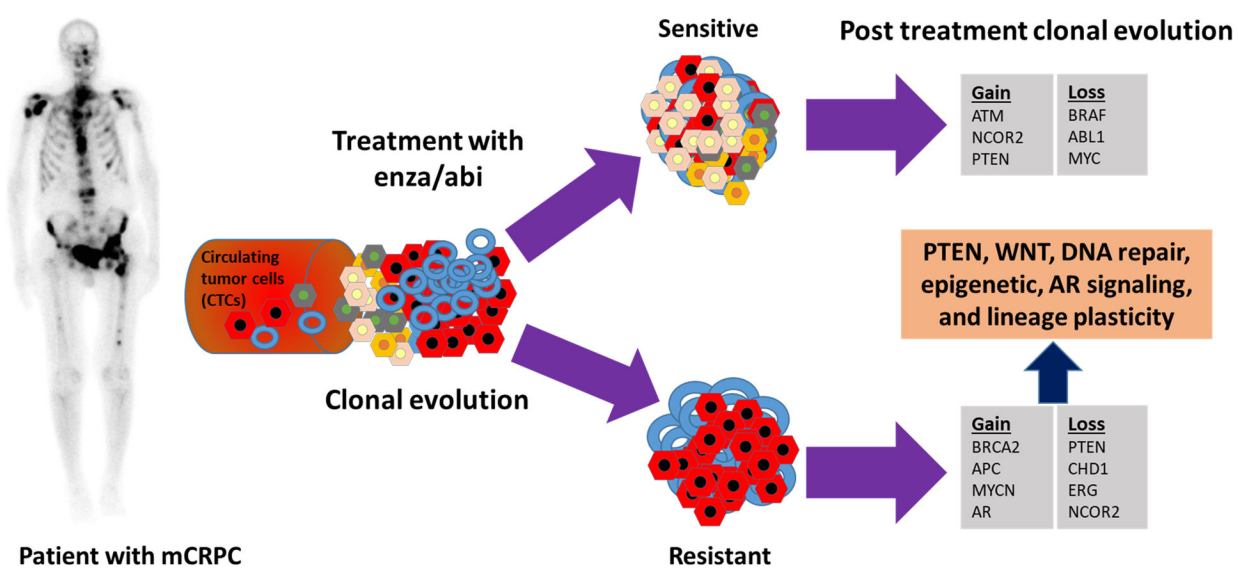 Sensitive
Post treatment clonal evolution
Gain
ATM
NCOR2
PTEN
Loss
BRAF
ABL1
MYC
Treatment with
enza/abi
Circulating
tumor cells
(CTCs)
PTEN, WNT, DNA repair,
epigenetic, AR signaling,
and lineage plasticity
Clonal evolution
Gain
BRCA2
APC
MYCN
AR
Loss
PTEN
CHD1
ERG
NCOR2
Patient with mCRPC
Resistant